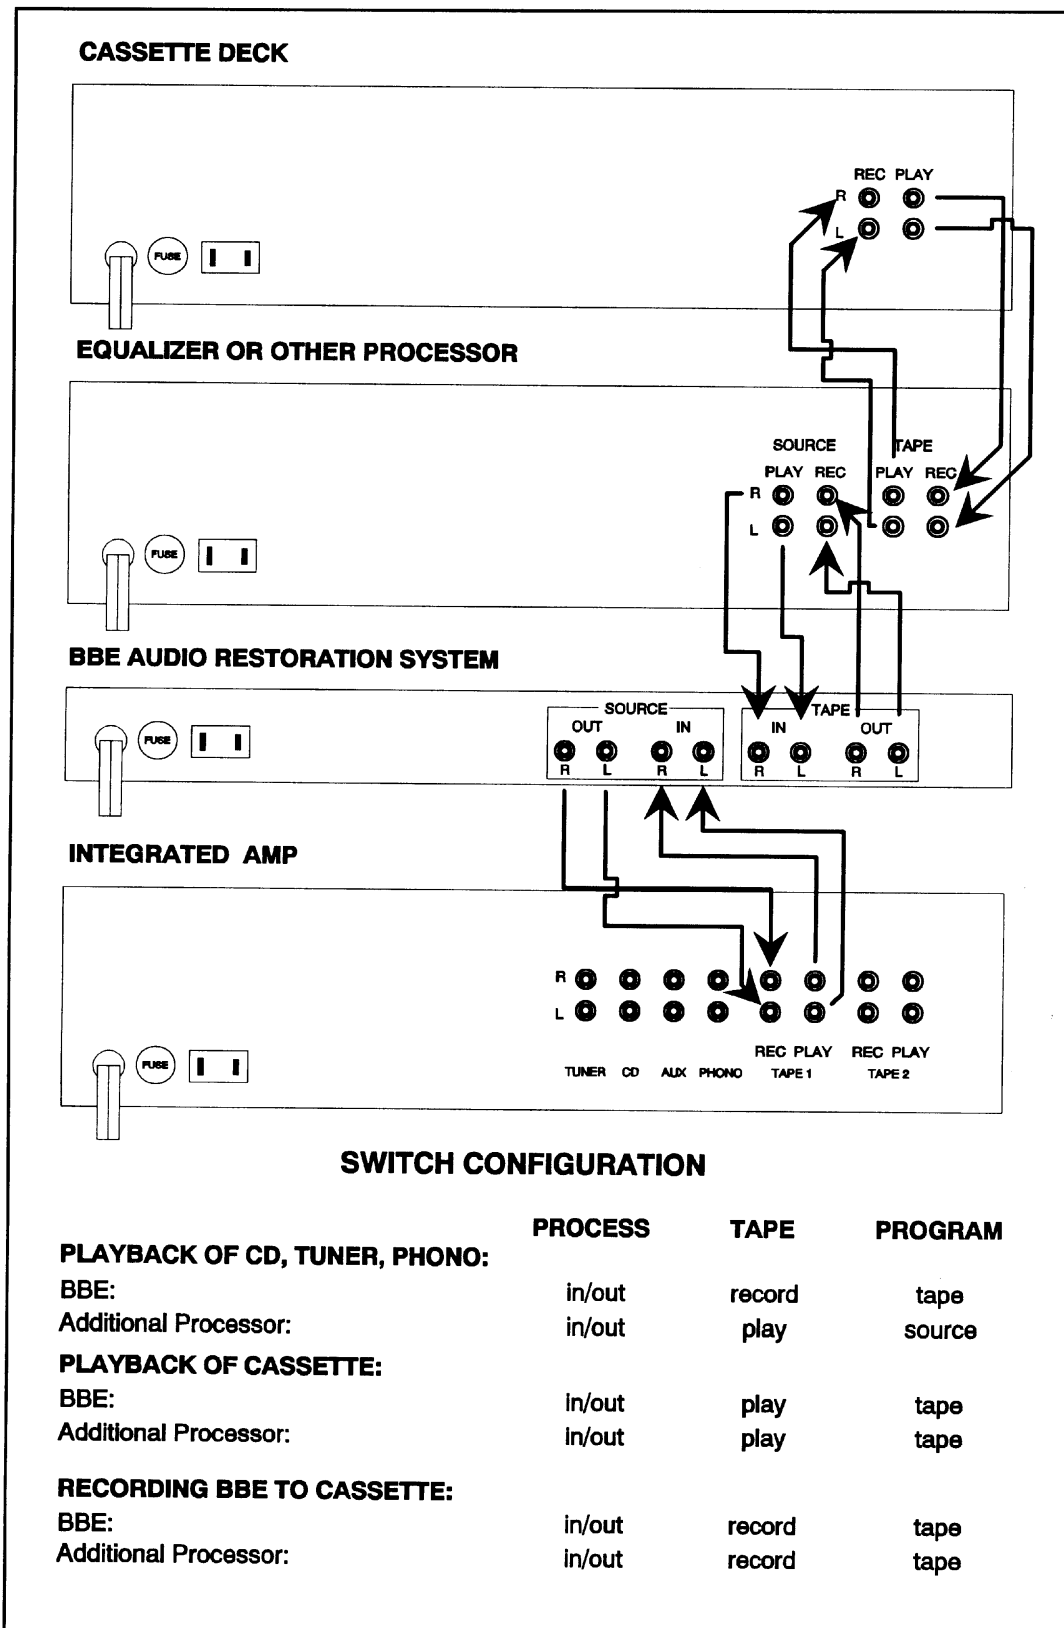 CASSETTE DECK
REC PLAY
R
L
FUSE
EQUALIZER OR OTHER PROCESSOR
SOURCE TAPE
PLAY REC PLAY REC
R
L
FUSE
BBE AUDIO RESTORATION SYSTEM
SOURCE TAPE
OUT IN IN OUT
FUSE
R L R L R L R L
INTEGRATED AMP
R
L
REC PLAY REC PLAY
FUSE
TUNER CD AUX PHONO TAPE 1 TAPE 2
SWITCH CONFIGURATION
PROCESS TAPE PROGRAM
PLAYBACK OF CD, TUNER, PHONO:
BBE: in/out record tape
Additional Processor: in/out play source
PLAYBACK OF CASSETTE:
BBE: in/out play tape
Additional Processor: in/out play tape
RECORDING BBE TO CASSETTE:
BBE: in/out record tape
Additional Processor: in/out record tape